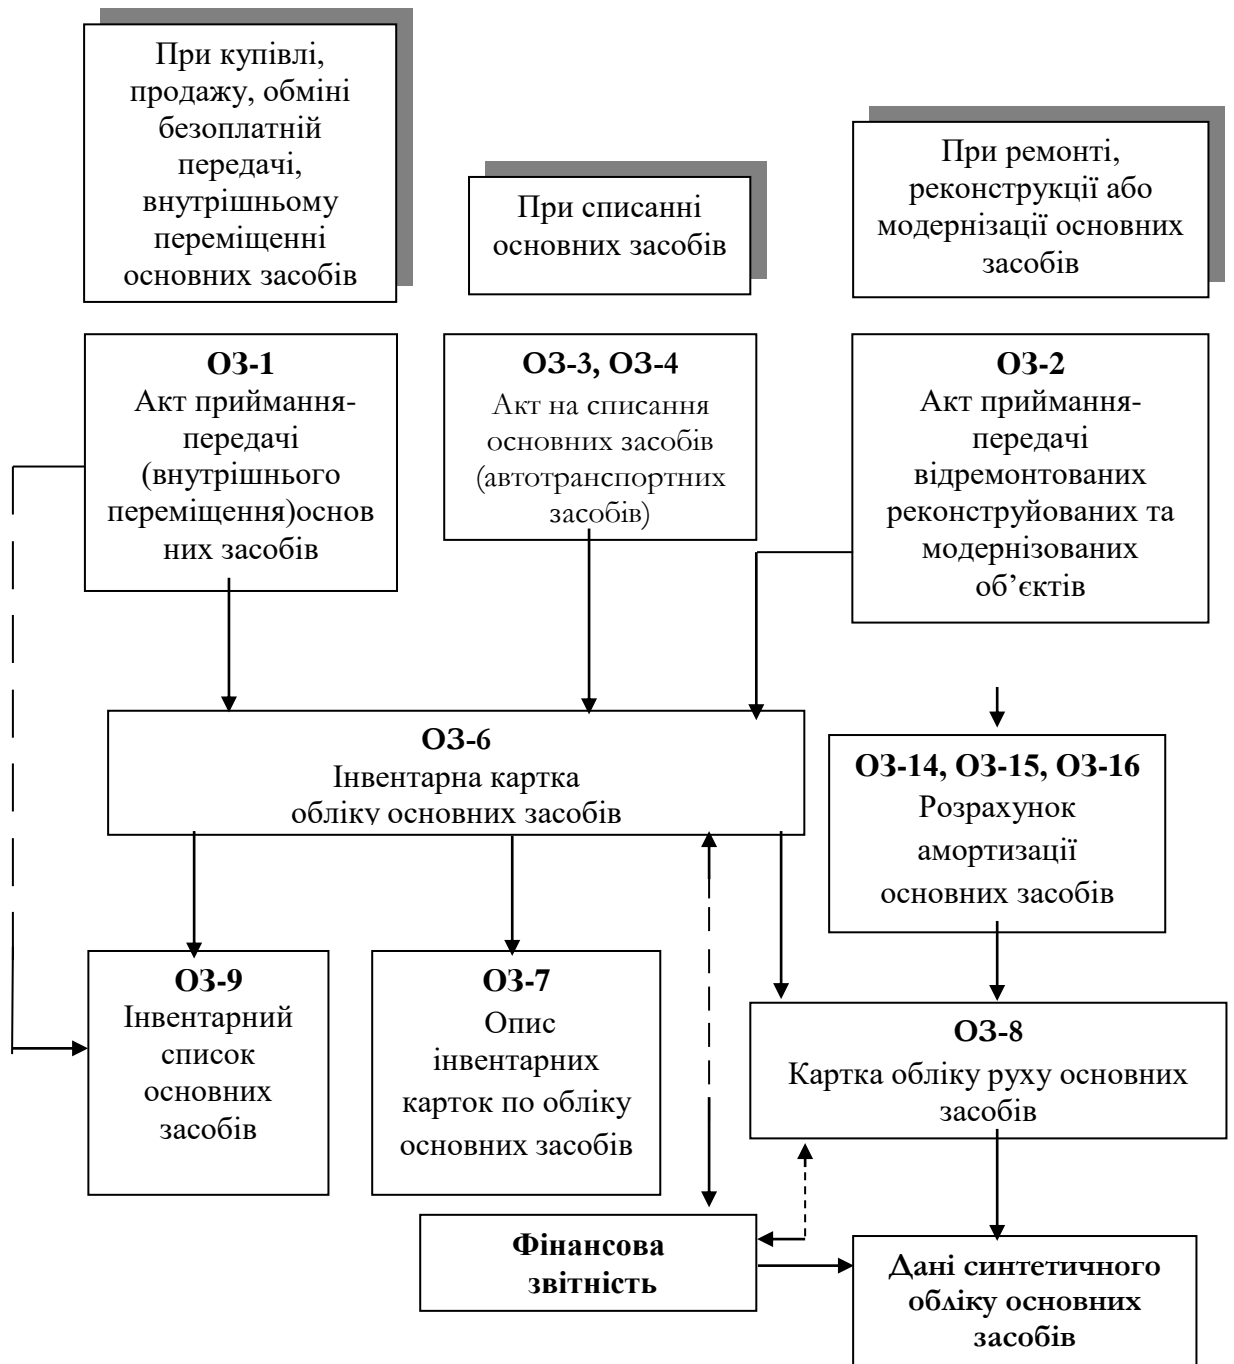 При купівлі,
продажу, обміні
безоплатній
передачі,
внутрішньому
переміщенні
основних засобів
При списанні
основних засобів
При ремонті,
реконструкції або
модернізації основних
засобів
ОЗ-1
Акт приймання-
передачі
(внутрішнього
переміщення)основ
них засобів
ОЗ-3, ОЗ-4
Акт на списання
основних засобів
(автотранспортних
засобів)
ОЗ-2
Акт приймання-
передачі
відремонтованих
реконструйованих та
модернізованих
об’єктів
ОЗ-6
Інвентарна картка
обліку основних засобів
ОЗ-14, ОЗ-15, ОЗ-16
Розрахунок
амортизації
основних засобів
ОЗ-9
Інвентарний
список
основних
засобів
ОЗ-7
Опис
інвентарних
карток по обліку
основних засобів
ОЗ-8
Картка обліку руху основних
засобів
Фінансова
звітність
Дані синтетичного
обліку основних
засобів